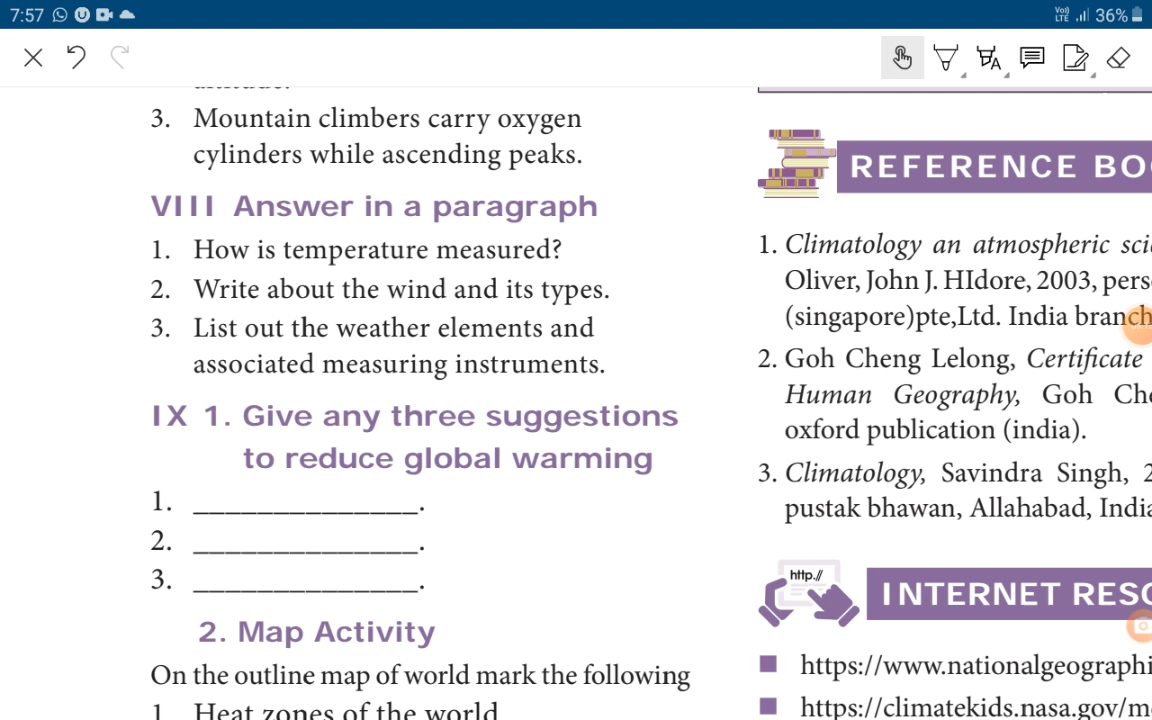 7:57
Vo)) LTE
36%
3. Mountain climbers carry oxygen
cylinders while ascending peaks.
VIII Answer in a paragraph
1. How is temperature measured?
2. Write about the wind and its types.
3. List out the weather elements and
associated measuring instruments.
IX 1. Give any three suggestions
to reduce global warming
1. ______________.
2. ______________.
3. ______________.
2. Map Activity
On the outline map of world mark the following
1 Heat zones of the world
REFERENCE BO
1. Climatology an atmospheric sci
Oliver, John J. HIdore, 2003, pers
(singapore)pte,Ltd. India branch
2. Goh Cheng Lelong, Certificate
Human Geography, Goh Che
oxford publication (india).
3. Climatology, Savindra Singh, 2
pustak bhawan, Allahabad, India
http.//
INTERNET RESO
https://www.nationalgeographi
https://climatekids.nasa.gov/m